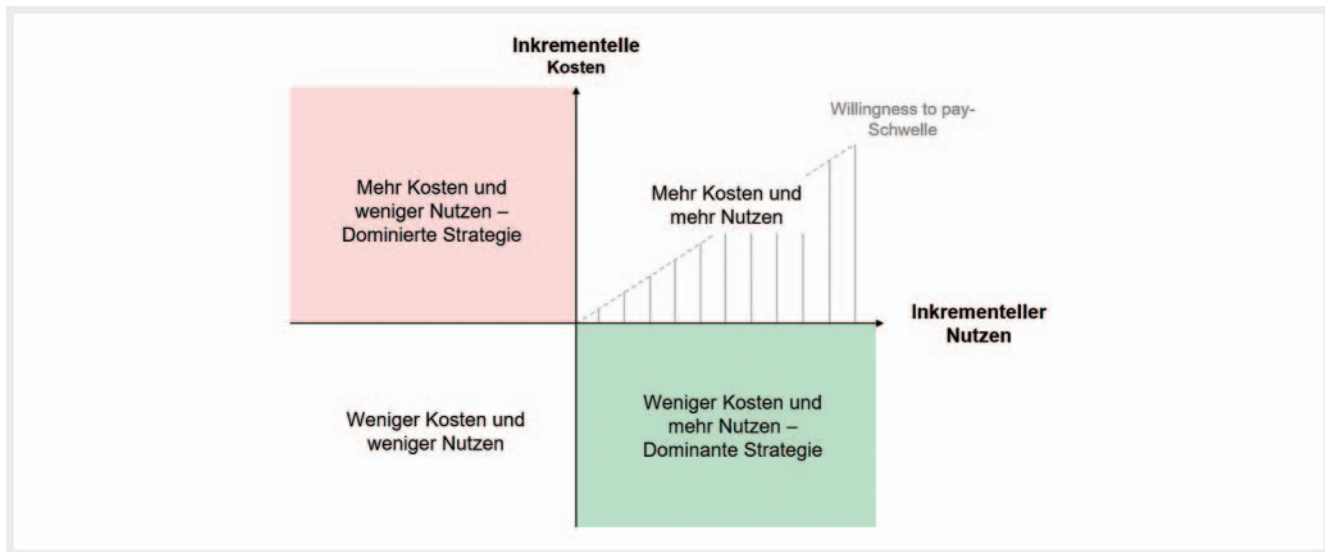 Inkrementelle
Kosten
Willingness to pay-
Schwelle
Mehr Kosten und
weniger Nutzen –
Dominierte Strategie
Mehr Kosten und
mehr Nutzen
Inkrementeller
Nutzen
Weniger Kosten und
weniger Nutzen
Weniger Kosten und
mehr Nutzen –
Dominante Strategie